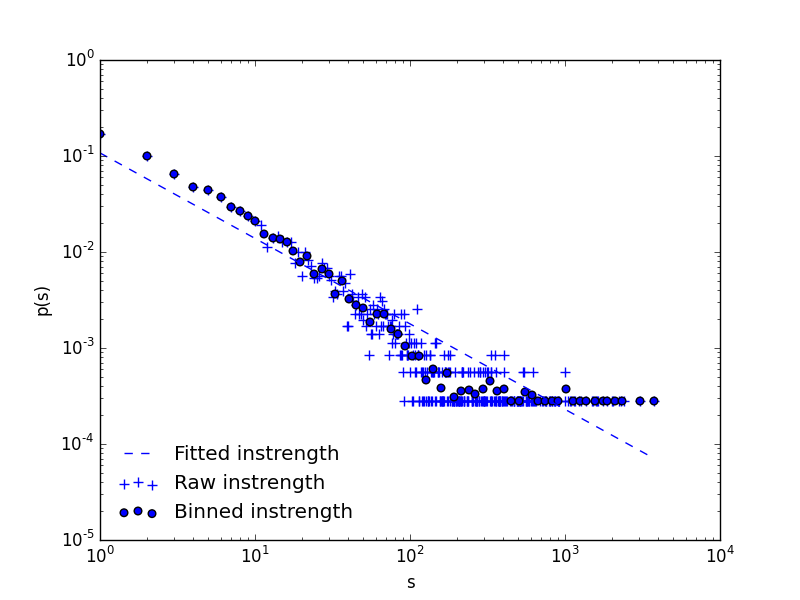 10^0
10^-1
10^-2
10^-3
10^-4
10^-5
p(s)
Fitted instrength
Raw instrength
Binned instrength
10^0 10^1 10^2 10^3 10^4
s